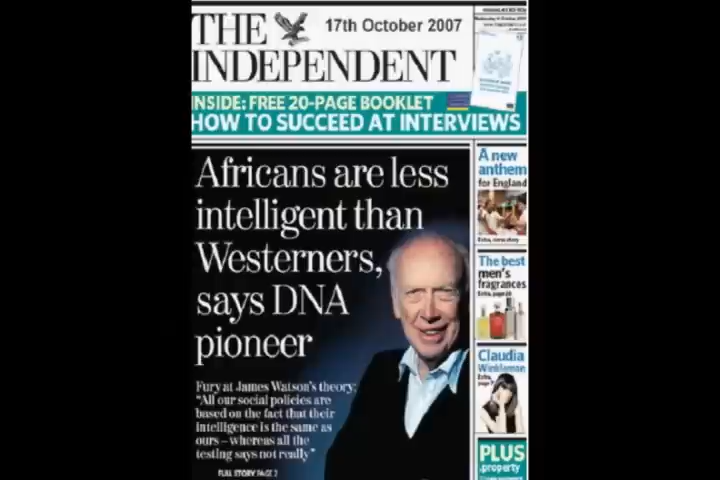 THE
17th October 2007
INDEPENDENT
INSIDE: FREE 20-PAGE BOOKLET
HOW TO SUCCEED AT INTERVIEWS
Africans are less
intelligent than
Westerners,
says DNA
pioneer
Fury at James Watson's theory:
"All our social policies are
based on the fact that their
intelligence is the same as
ours – whereas all the
testing says not really"
FULL STORY PAGE 2
A new
anthem
for England
The best
men's
fragrances
Claudia
Winkleman
PLUS
property